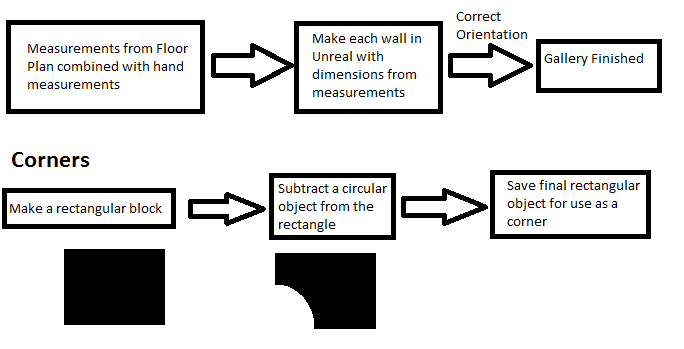 Measurements from Floor
Plan combined with hand
measurements
Make each wall in
Unreal with
dimensions from
measurements
Correct
Orientation
Gallery Finished
Corners
Make a rectangular block
Subtract a circular
object from the
rectangle
Save final rectangular
object for use as a
corner